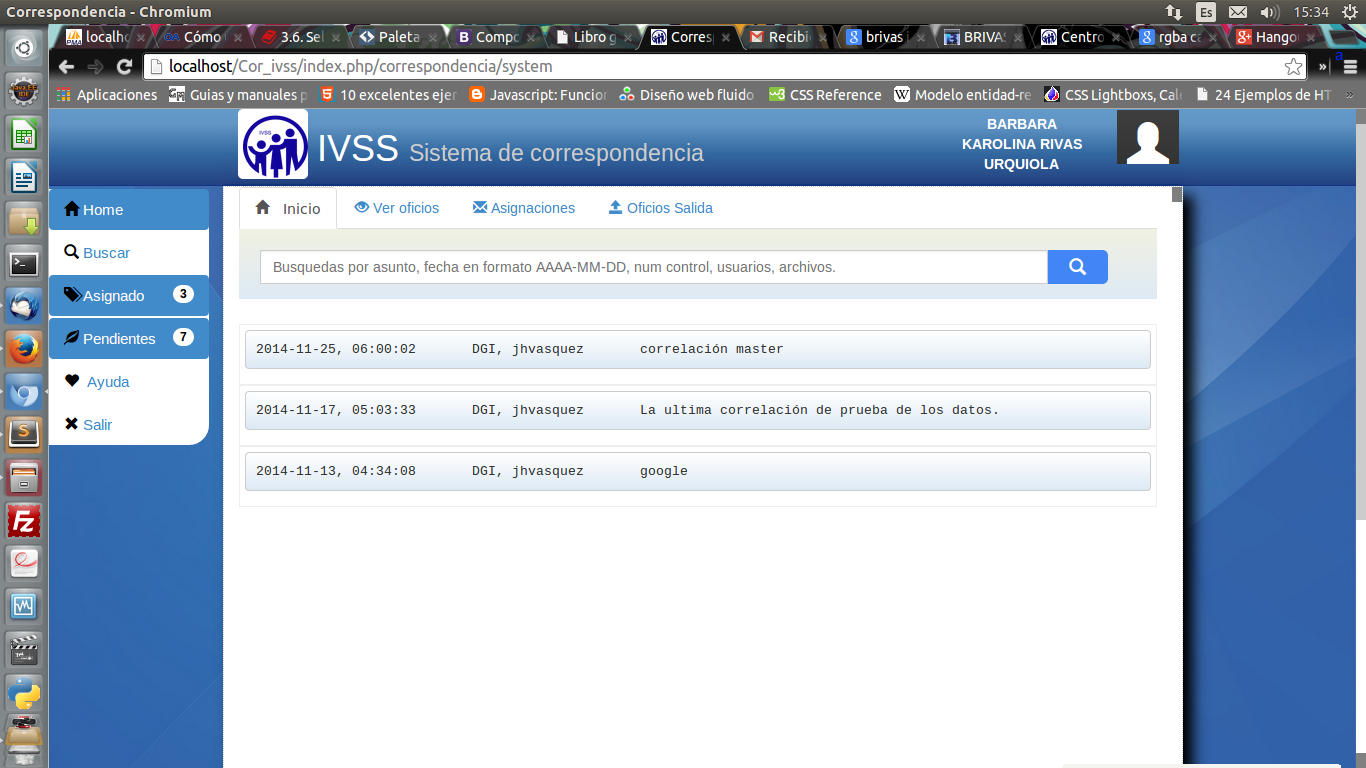 Correspondencia - Chromium
Es
15:34
localho
Cómo
3.6. Sel
Paleta
Compo
Libro g
Corresp
Recibi
brivas
BRIVAS
Centro
rgba ca
Hangou
localhost/Cor_ivss/index.php/correspondencia/system
»
Aplicaciones
Guias y manuales p
10 excelentes ejer
Javascript: Funcior
Diseño web fluido
CSS Reference
Modelo entidad-re
CSS Lightboxs, Cale
24 Ejemplos de HT
»
IVSS
IVSS Sistema de correspondencia
BARBARA
KAROLINA RIVAS
URQUIOLA
Home
Buscar
Asignado 3
Pendientes 7
Ayuda
Salir
Inicio
Ver oficios
Asignaciones
Oficios Salida
Busquedas por asunto, fecha en formato AAAA-MM-DD, num control, usuarios, archivos.
2014-11-25, 06:00:02 DGI, jhvasquez correlación master
2014-11-17, 05:03:33 DGI, jhvasquez La ultima correlación de prueba de los datos.
2014-11-13, 04:34:08 DGI, jhvasquez google